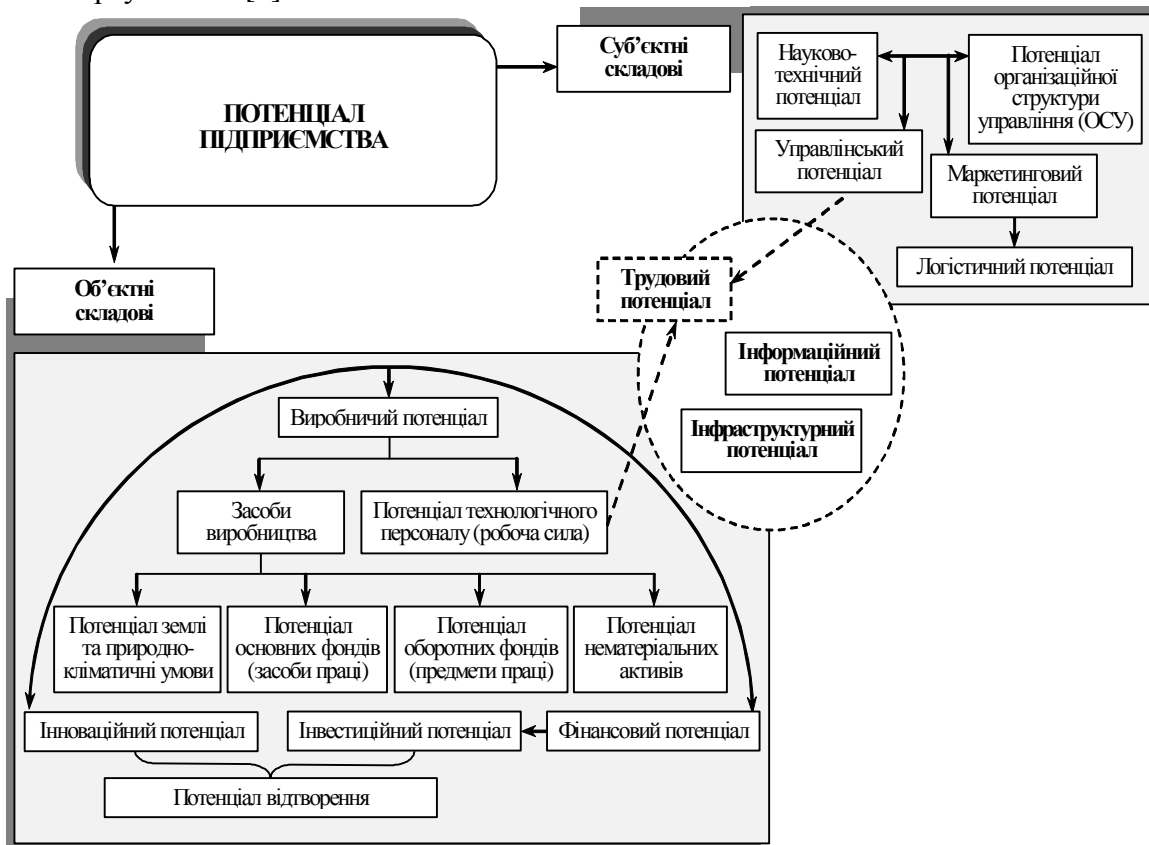 ПОТЕНЦІАЛ
ПІДПРИЄМСТВА
Суб’єктні
складові
Науково-
технічний
потенціал
Потенціал
організаційної
структури
управління (ОСУ)
Управлінський
потенціал
Маркетинговий
потенціал
Логістичний потенціал
Об’єктні
складові
Трудовий
потенціал
Інформаційний
потенціал
Інфраструктурний
потенціал
Виробничий потенціал
Засоби
виробництва
Потенціал технологічного
персоналу (робоча сила)
Потенціал землі
та природно-
кліматичні умови
Потенціал
основних фондів
(засоби праці)
Потенціал
оборотних фондів
(предмети праці)
Потенціал
нематеріальних
активів
Інноваційний потенціал
Інвестиційний потенціал
Фінансовий потенціал
Потенціал відтворення